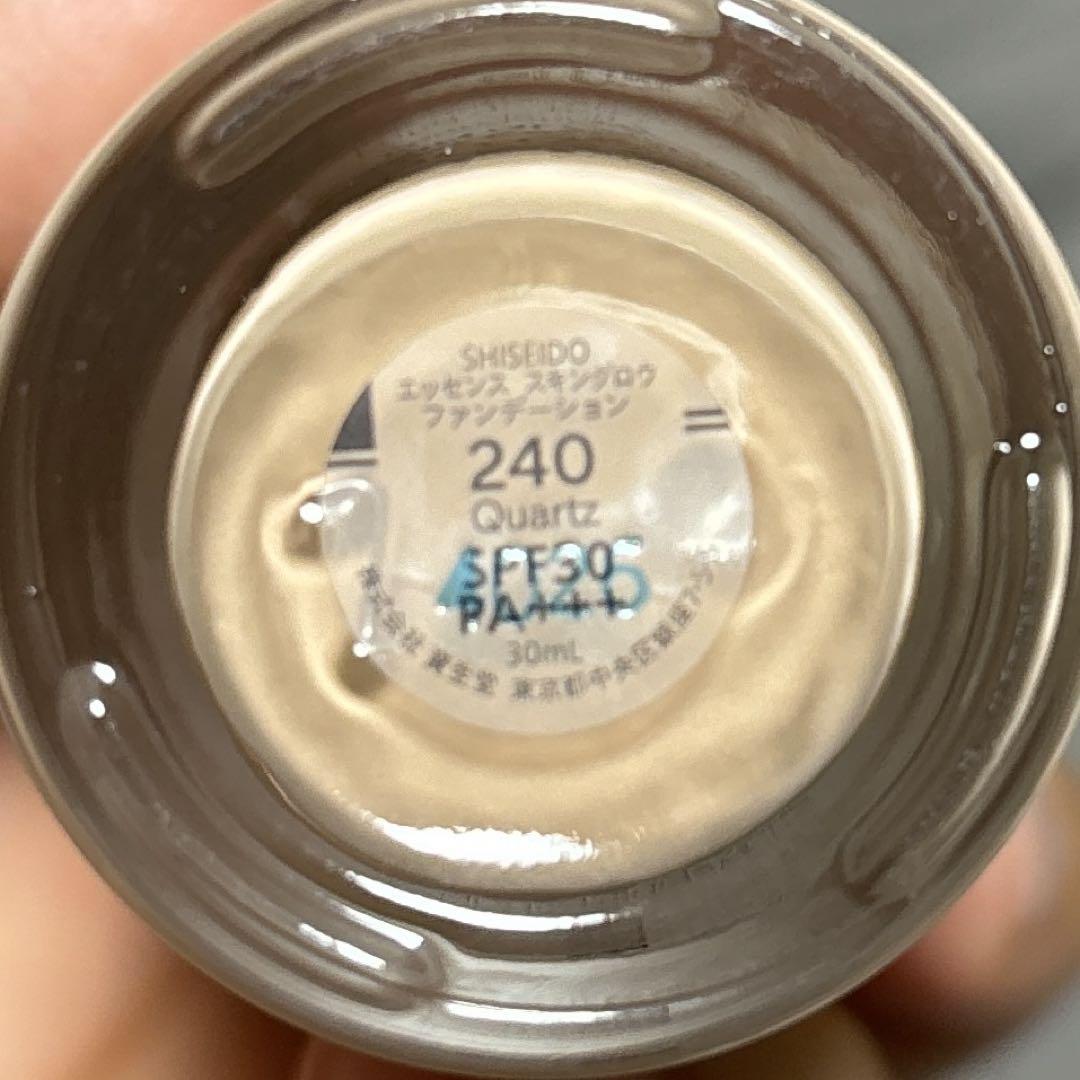 SHISEIDO
エッセンス スキングロウ
ファンデーション
240
Quartz
SPF30
PA+++
30mL
株式会社 資生堂 東京都中央区銀座7-5-5